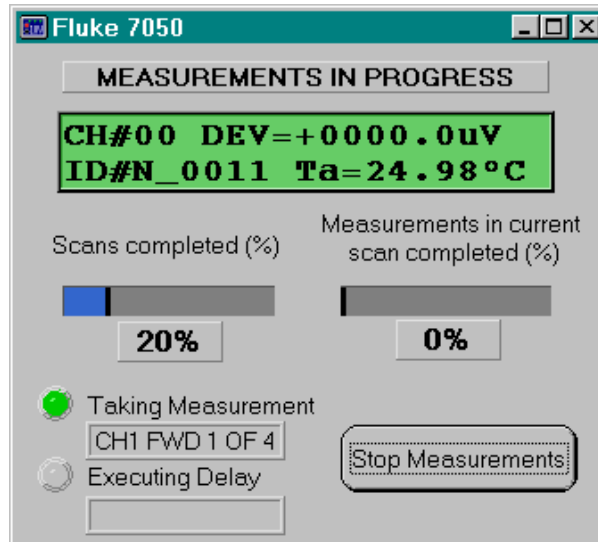 Fluke 7050
MEASUREMENTS IN PROGRESS
CH#00 DEV=+0000.0uV
ID#N_0011 Ta=24.98°C
Scans completed (%)
20%
Measurements in current
scan completed (%)
0%
Taking Measurement
CH1 FWD 1 OF 4
Executing Delay
Stop Measurements